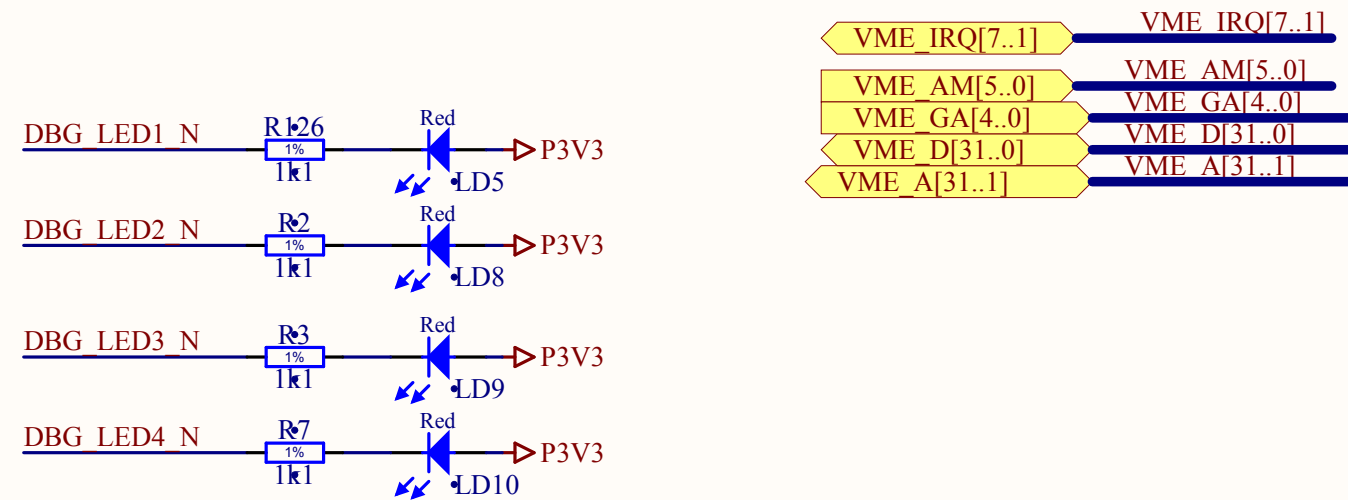 DBG_LED1_N
R126
1%
1k1
Red
LD5
P3V3
DBG_LED2_N
R2
1%
1k1
Red
LD8
P3V3
DBG_LED3_N
R3
1%
1k1
Red
LD9
P3V3
DBG_LED4_N
R7
1%
1k1
Red
LD10
P3V3
VME_IRQ[7..1]
VME_IRQ[7..1]
VME_AM[5..0]
VME_AM[5..0]
VME_GA[4..0]
VME_GA[4..0]
VME_D[31..0]
VME_D[31..0]
VME_A[31..1]
VME_A[31..1]